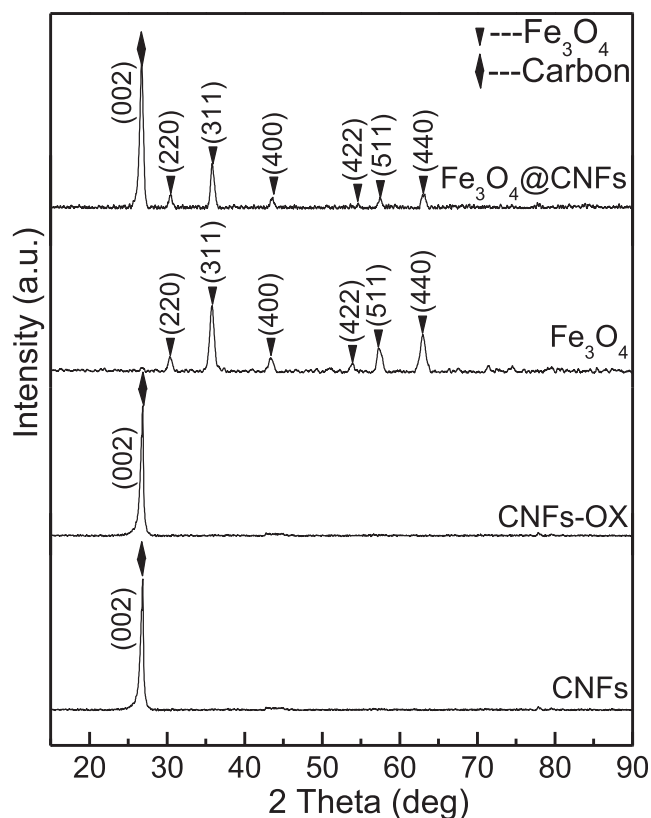 ▼---Fe₃O₄
♦---Carbon
(002)
(220)
(311)
(400)
(422)
(511)
(440)
Fe₃O₄@CNFs
(220)
(311)
(400)
(422)
(511)
(440)
Fe₃O₄
(002)
CNFs-OX
(002)
CNFs
Intensity (a.u.)
20 30 40 50 60 70 80 90
2 Theta (deg)